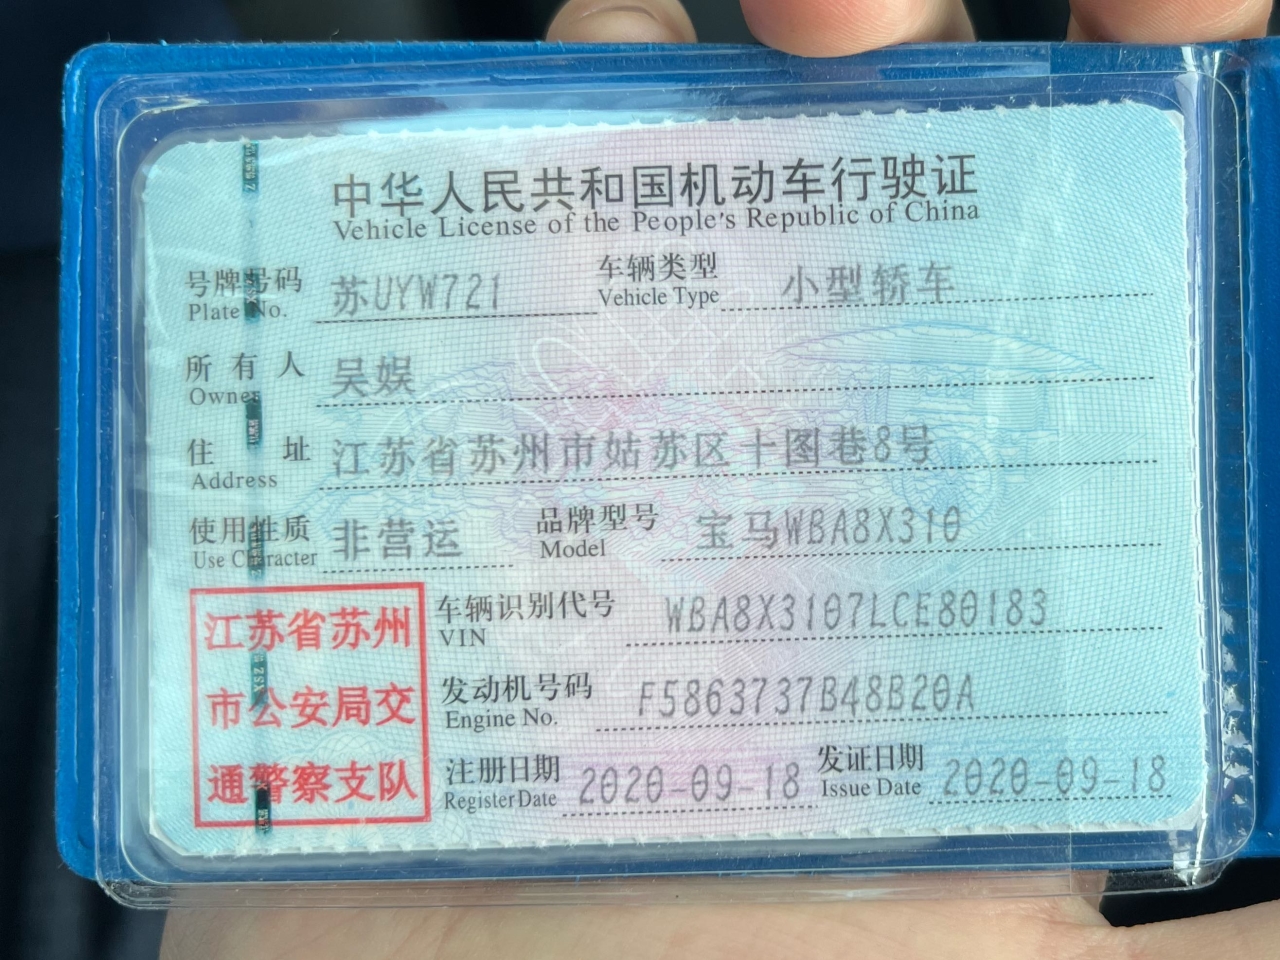 中华人民共和国机动车行驶证
Vehicle License of the People's Republic of China
号牌号码 苏UYW721 车辆类型 小型轿车
Plate No. Vehicle Type
所有人 吴娱
Owner
住址 江苏省苏州市姑苏区十图巷8号
Address
使用性质 非营运 品牌型号 宝马WBA8X310
Use Character Model
江苏省苏州
市公安局交
通警察支队
车辆识别代号 WBA8X3107LCE80183
VIN
发动机号码 F5863737B48B20A
Engine No.
注册日期 2020-09-18 发证日期 2020-09-18
Register Date Issue Date